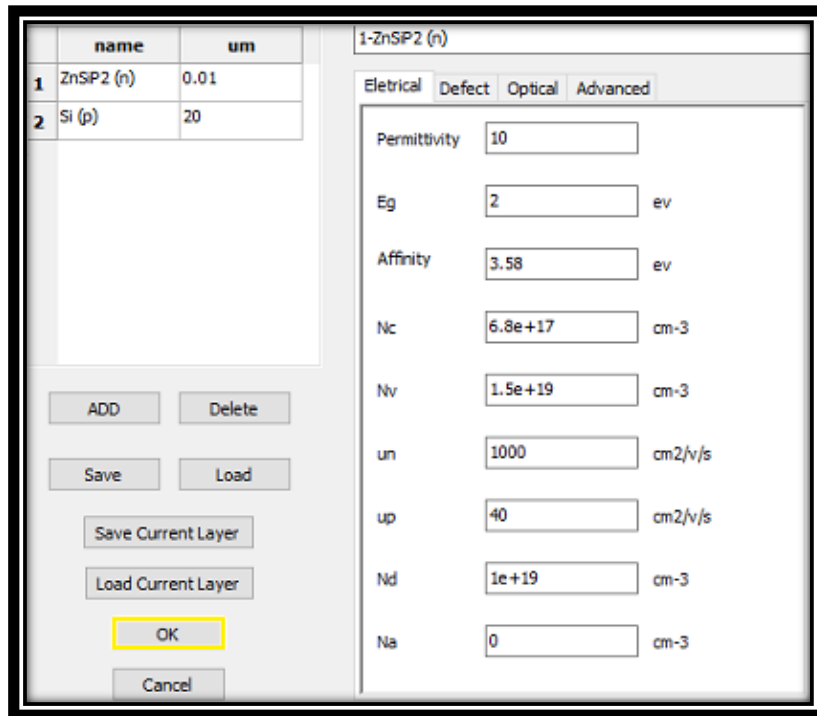 name um
1 ZnSiP2 (n) 0.01
2 Si (p) 20
ADD Delete
Save Load
Save Current Layer
Load Current Layer
OK
Cancel
1-ZnSiP2 (n)
Eletrical Defect Optical Advanced
Permittivity 10
Eg 2 ev
Affinity 3.58 ev
Nc 6.8e+17 cm-3
Nv 1.5e+19 cm-3
un 1000 cm2/v/s
up 40 cm2/v/s
Nd 1e+19 cm-3
Na 0 cm-3